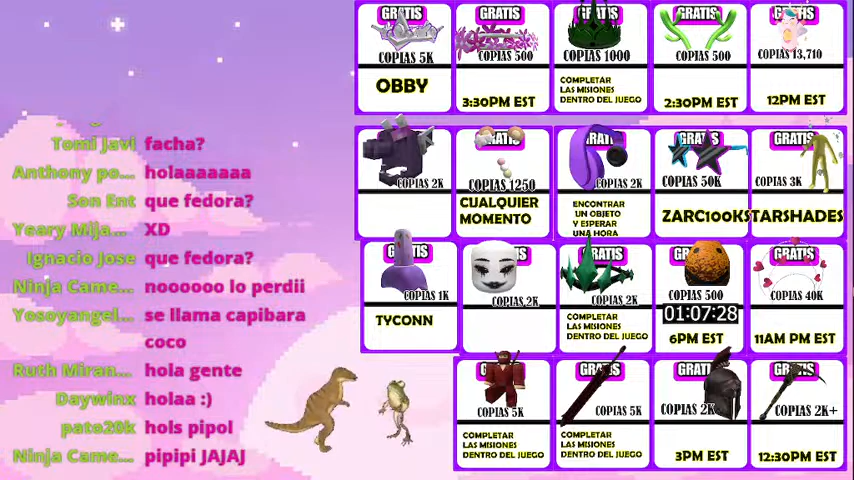 Tomi Javi facha?
Anthony po... holaaaaaaa
Son Ent que fedora?
Yeary Mija... XD
Ignacio Jose que fedora?
Ninja Came... noooooo lo perdii
Yosoyangel... se llama capibara
coco
Ruth Miran... hola gente
Daywinx holaa :)
pato20k hols pipol
Ninja Came... pipipi JAJAJ
GRATIS
COPIAS 5K
OBBY
GRATIS
COPIAS 500
3:30PM EST
GRATIS
COPIAS 1000
COMPLETAR
LAS MISIONES
DENTRO DEL JUEGO
GRATIS
COPIAS 500
2:30PM EST
GRATIS
COPIAS 13,710
12PM EST
COPIAS 2K
GRATIS
COPIAS 1250
CUALQUIER
MOMENTO
GRATIS
COPIAS 2K
ENCONTRAR
UN OBJETO
Y ESPERAR
UNA HORA
GRATIS
COPIAS 50K
ZARC100K
GRATIS
COPIAS 3K
STARSHADES
GRATIS
COPIAS 1K
TYCONN
GRATIS
COPIAS 2K
GRATIS
COPIAS 2K
COMPLETAR
LAS MISIONES
DENTRO DEL JUEGO
GRATIS
COPIAS 500
01:07:28
6PM EST
GRATIS
COPIAS 40K
11AM PM EST
GRATIS
COPIAS 5K
COMPLETAR
LAS MISIONES
DENTRO DEL JUEGO
GRATIS
COPIAS 5K
COMPLETAR
LAS MISIONES
DENTRO DEL JUEGO
GRATIS
COPIAS 2K
3PM EST
GRATIS
COPIAS 2K+
12:30PM EST